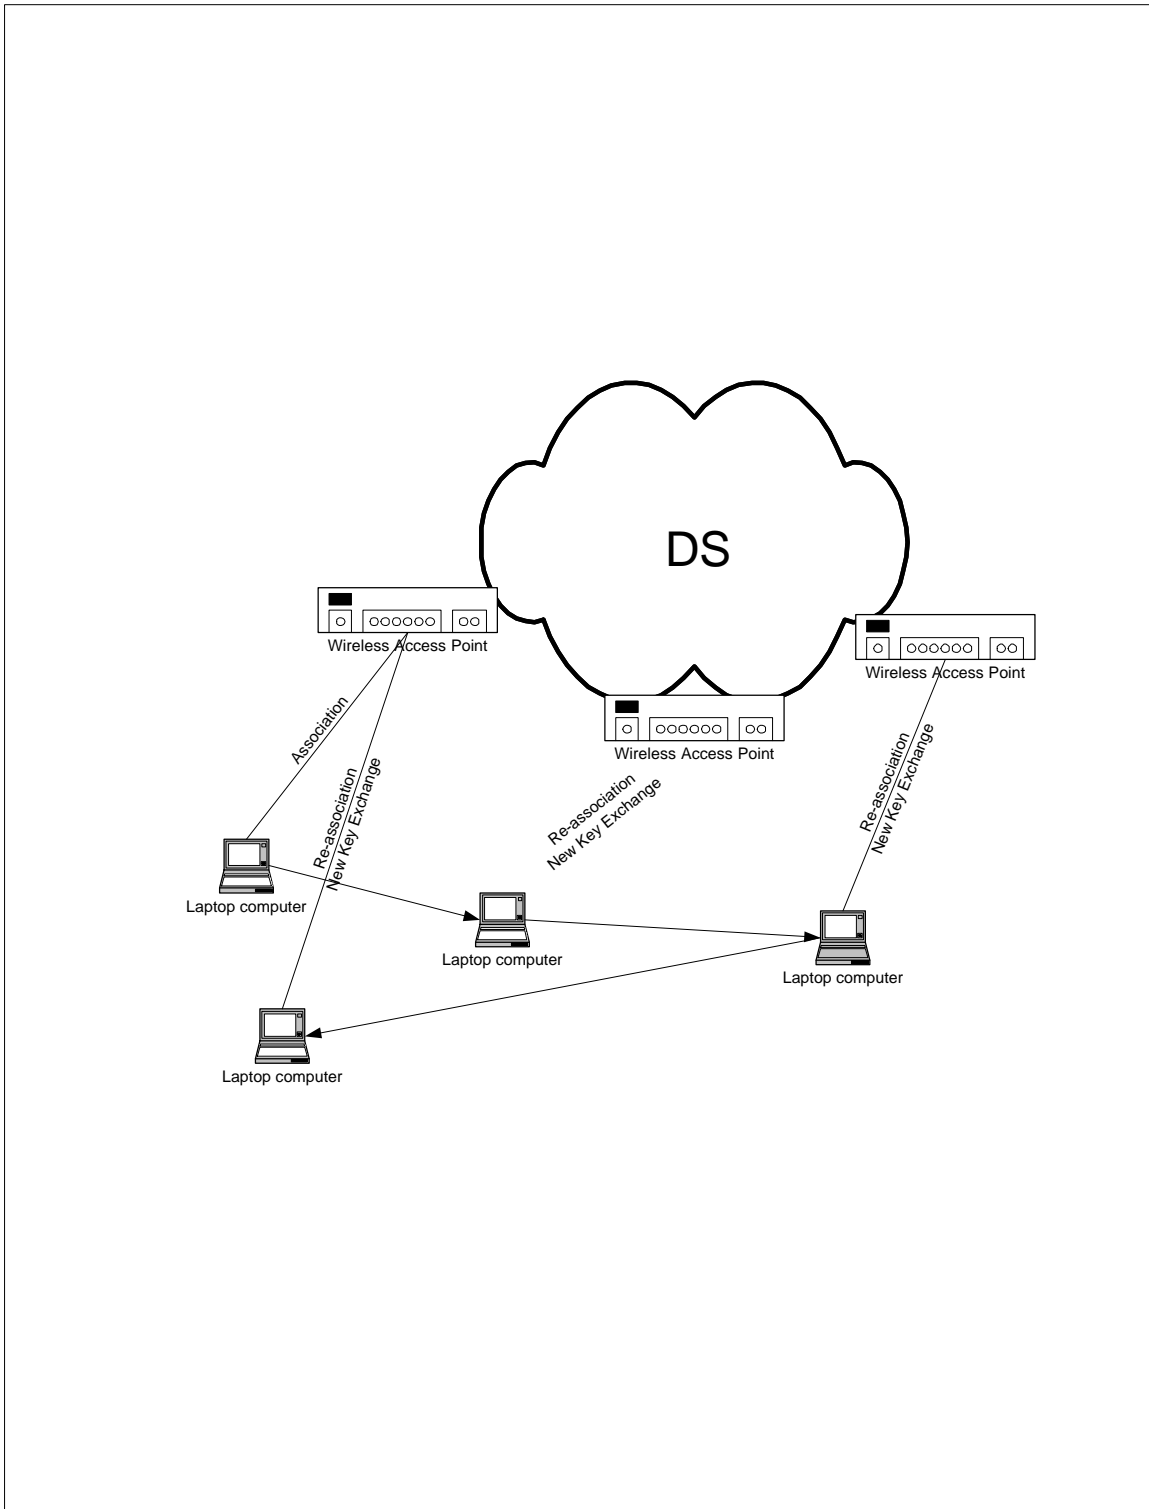 DS
Wireless Access Point
Wireless Access Point
Wireless Access Point
Association
Re-association
New Key Exchange
Re-association
New Key Exchange
Re-association
New Key Exchange
Laptop computer
Laptop computer
Laptop computer
Laptop computer